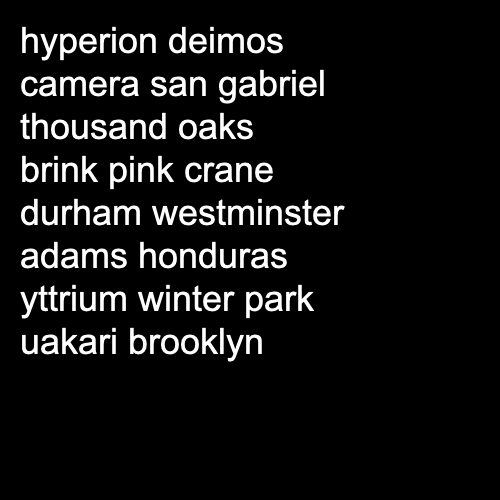 hyperion deimos
camera san gabriel
thousand oaks
brink pink crane
durham westminster
adams honduras
yttrium winter park
uakari brooklyn